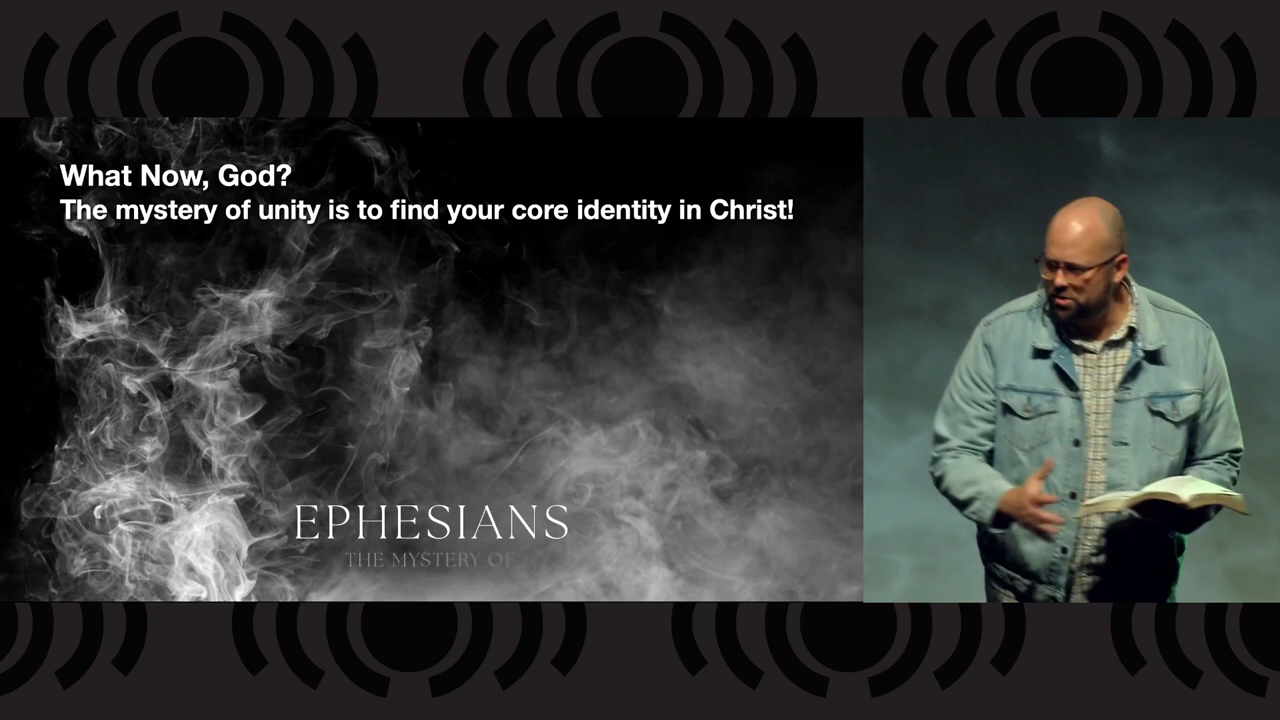 What Now, God?
The mystery of unity is to find your core identity in Christ!
EPHESIANS
THE MYSTERY OF